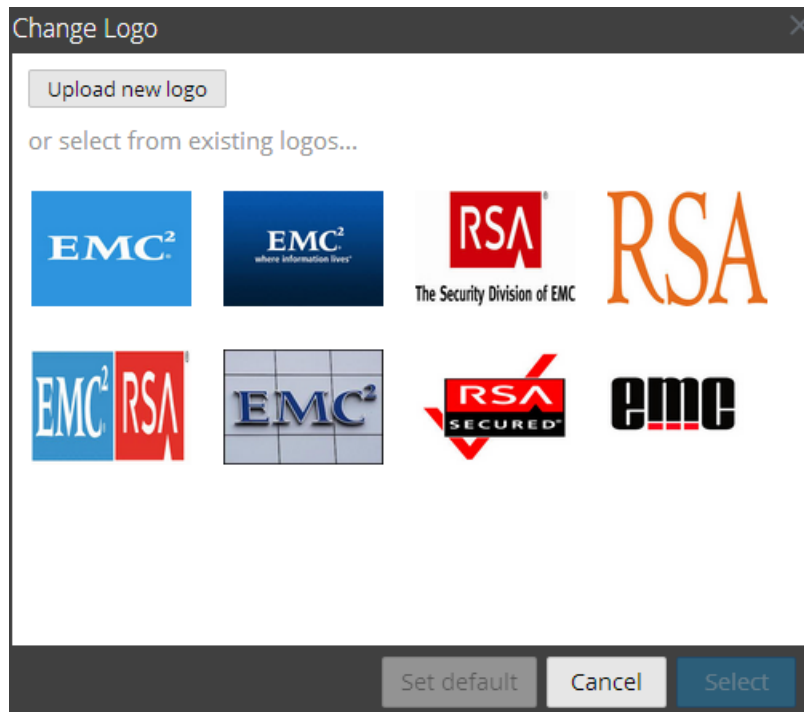 Change Logo
Upload new logo
or select from existing logos...
EMC²
EMC²
where information lives®
RSA®
The Security Division of EMC
RSA
EMC² RSA®
EMC²
RSA
SECURED®
emc
Set default Cancel Select